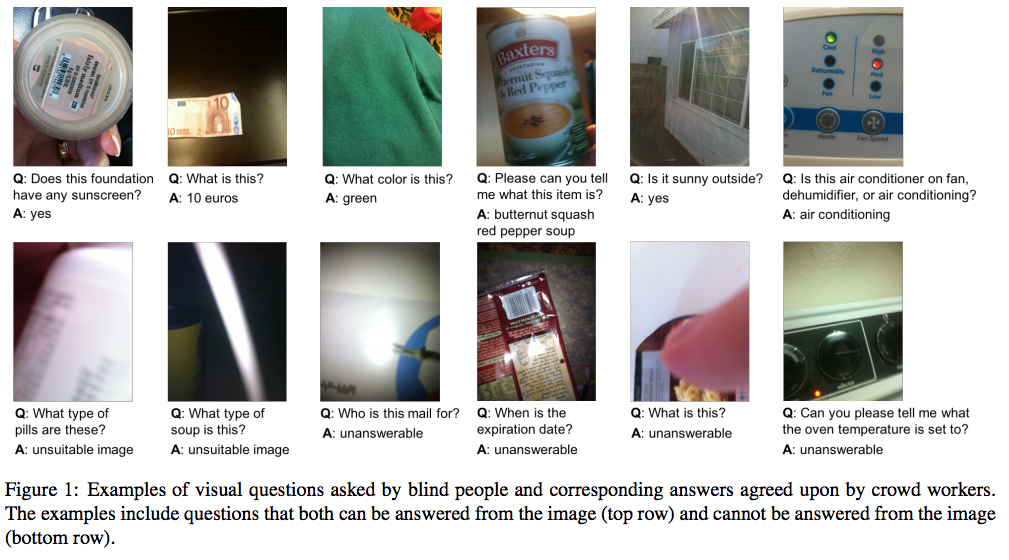 fairly medium
10
10 EURO
Baxters
VEGETARIAN
Butternut Squash
& Red Pepper
Cool
High
Dehumidify
Med
Fan
Low
Mode
Fan Speed
Q: Does this foundation
have any sunscreen?
A: yes
Q: What is this?
A: 10 euros
Q: What color is this?
A: green
Q: Please can you tell
me what this item is?
A: butternut squash
red pepper soup
Q: Is it sunny outside?
A: yes
Q: Is this air conditioner on fan,
dehumidifier, or air conditioning?
A: air conditioning
Q: What type of
pills are these?
A: unsuitable image
Q: What type of
soup is this?
A: unsuitable image
Q: Who is this mail for?
A: unanswerable
Q: When is the
expiration date?
A: unanswerable
Q: What is this?
A: unanswerable
Q: Can you please tell me what
the oven temperature is set to?
A: unanswerable
Figure 1: Examples of visual questions asked by blind people and corresponding answers agreed upon by crowd workers.
The examples include questions that both can be answered from the image (top row) and cannot be answered from the image
(bottom row).